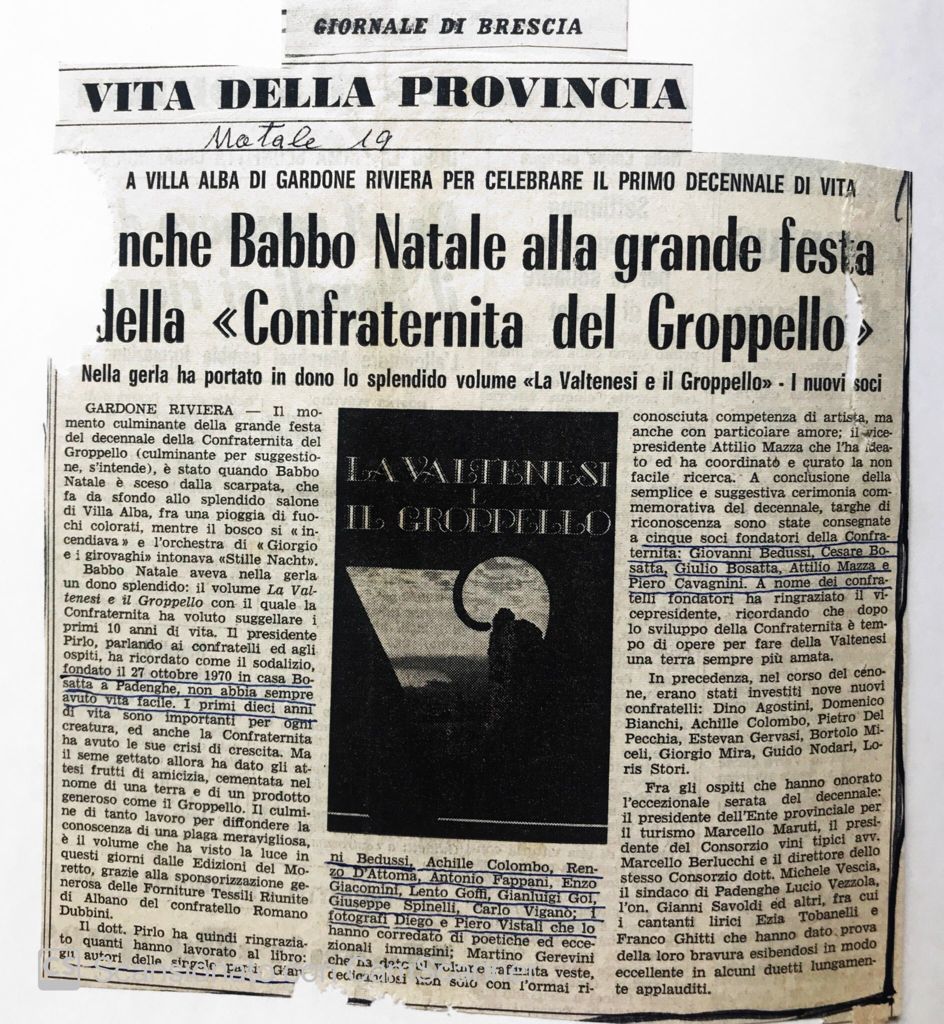 GIORNALE DI BRESCIA
VITA DELLA PROVINCIA
Natale 19
A VILLA ALBA DI GARDONE RIVIERA PER CELEBRARE IL PRIMO DECENNALE DI VITA
nche Babbo Natale alla grande festa
della «Confraternita del Groppello»
Nella gerla ha portato in dono lo splendido volume «La Valtenesi e il Groppello» - I nuovi soci
GARDONE RIVIERA — Il mo-
mento culminante della grande festa
del decennale della Confraternita del
Groppello (culminante per suggestio-
ne, s'intende), è stato quando Babbo
Natale è sceso dalla scarpata, che
fa da sfondo allo splendido salone
di Villa Alba, fra una pioggia di fuo-
chi colorati, mentre il bosco si «in-
cendiava» e l'orchestra di «Giorgio
e i girovaghi» intonava «Stille Nacht».
Babbo Natale aveva nella gerla
un dono splendido: il volume La Val-
tenesi e il Groppello con il quale la
Confraternita ha voluto suggellare i
primi 10 anni di vita. Il presidente
Pirlo, parlando ai confratelli ed agli
ospiti, ha ricordato come il sodalizio,
fondato il 27 ottobre 1970 in casa Bo-
satta a Padenghe, non abbia sempre
avuto vita facile. I primi dieci anni
di vita sono importanti per ogni
creatura, ed anche la Confraternita
ha avuto le sue crisi di crescita. Ma
il seme gettato allora ha dato gli at-
tesi frutti di amicizia, cementata nel
nome di una terra e di un prodotto
generoso come il Groppello. Il culmi-
ne di tanto lavoro per diffondere la
conoscenza di una plaga meravigliosa,
è il volume che ha visto la luce in
questi giorni dalle Edizioni del Mo-
retto, grazie alla sponsorizzazione ge-
nerosa delle Forniture Tessili Riunite
di Albano del confratello Romano
Dubbini.
Il dott. Pirlo ha quindi ringrazia-
to quanti hanno lavorato al libro:
gli autori delle singole parti Gian-
LA VALTENESI
E
IL GROPPELLO
ni Bedussi, Achille Colombo, Ren-
zo D'Attoma, Antonio Fappani, Enzo
Giacomini, Lento Goffi, Gianluigi Goi,
Giuseppe Spinelli, Carlo Viganò; i
fotografi Diego e Piero Vistali che lo
hanno corredato di poetiche ed ecce-
zionali immagini; Martino Gerevini
che ha dato al volume raffinata veste,
dedicandosi non solo con l'ormai ri-
conosciuta competenza di artista, ma
anche con particolare amore; il vice-
presidente Attilio Mazza che l'ha idea-
to ed ha coordinato e curato la non
facile ricerca. A conclusione della
semplice e suggestiva cerimonia com-
memorativa del decennale, targhe di
riconoscenza sono state consegnate
a cinque soci fondatori della Confra-
ternita: Giovanni Bedussi, Cesare Bo-
satta, Giulio Bosatta, Attilio Mazza e
Piero Cavagnini. A nome dei confra-
telli fondatori ha ringraziato il vi-
cepresidente, ricordando che dopo
lo sviluppo della Confraternita è tem-
po di opere per fare della Valtenesi
una terra sempre più amata.
In precedenza, nel corso del ceno-
ne, erano stati investiti nove nuovi
confratelli: Dino Agostini, Domenico
Bianchi, Achille Colombo, Pietro Del
Pecchia, Estevan Gervasi, Bortolo Mi-
celi, Giorgio Mira, Guido Nodari, Lo-
ris Stori.
Fra gli ospiti che hanno onorato
l'eccezionale serata del decennale:
il presidente dell'Ente provinciale per
il turismo Marcello Maruti, il presi-
dente del Consorzio vini tipici avv.
Marcello Berlucchi e il direttore dello
stesso Consorzio dott. Michele Vescia,
il sindaco di Padenghe Lucio Vezzola,
l'on. Gianni Savoldi ed altri, fra cui
i cantanti lirici Ezia Tobanelli e
Franco Ghitti che hanno dato prova
della loro bravura esibendosi in modo
eccellente in alcuni duetti lungamen-
te applauditi.